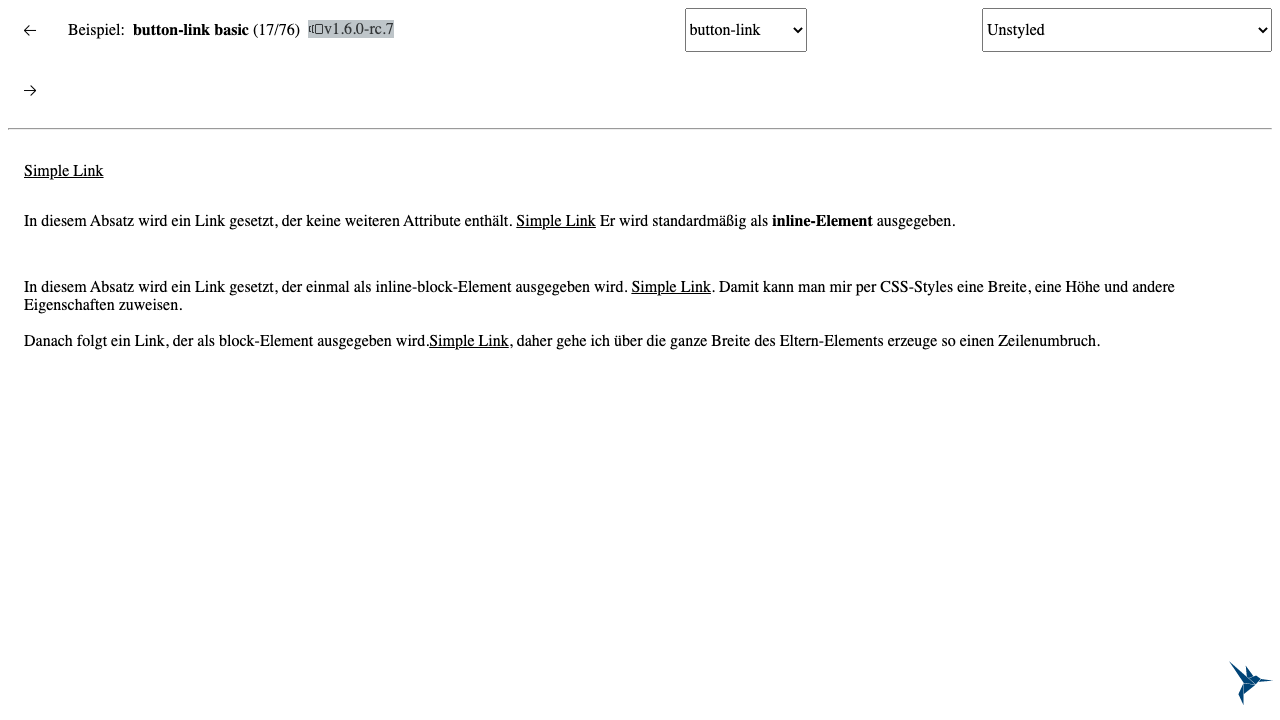 ← Beispiel: button-link basic (17/76) v1.6.0-rc.7 button-link Unstyled
→
Simple Link
In diesem Absatz wird ein Link gesetzt, der keine weiteren Attribute enthält. Simple Link Er wird standardmäßig als inline-Element ausgegeben.
In diesem Absatz wird ein Link gesetzt, der einmal als inline-block-Element ausgegeben wird. Simple Link. Damit kann man mir per CSS-Styles eine Breite, eine Höhe und andere
Eigenschaften zuweisen.
Danach folgt ein Link, der als block-Element ausgegeben wird.Simple Link, daher gehe ich über die ganze Breite des Eltern-Elements erzeuge so einen Zeilenumbruch.